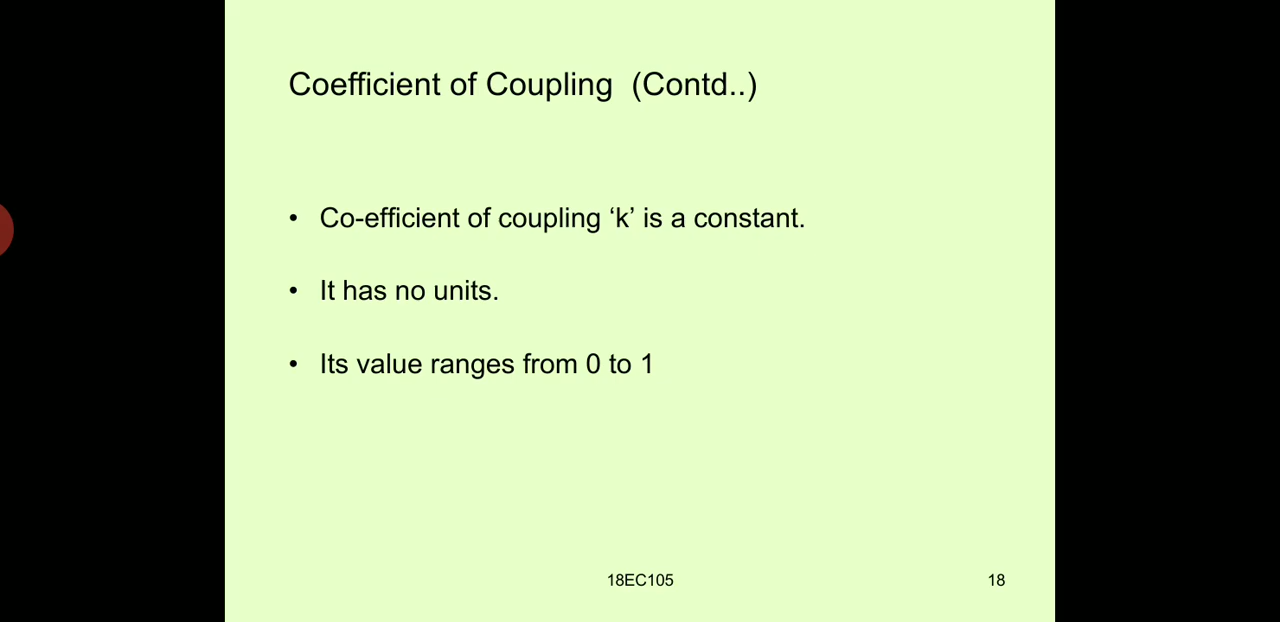 Coefficient of Coupling  (Contd..)
• Co-efficient of coupling ‘k’ is a constant.
• It has no units.
• Its value ranges from 0 to 1
18EC105
18